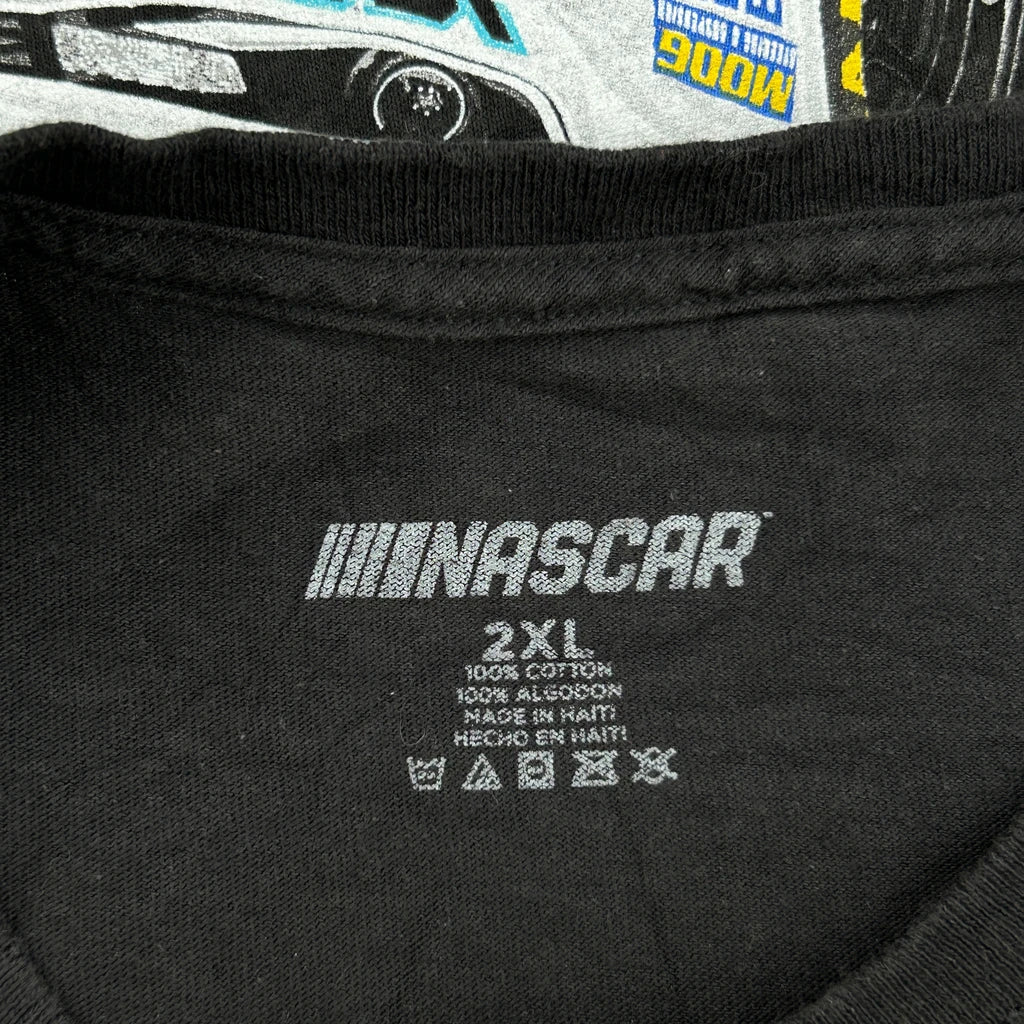 NASCAR
2XL
100% COTTON
100% ALGODON
MADE IN HAITI
HECHO EN HAITI